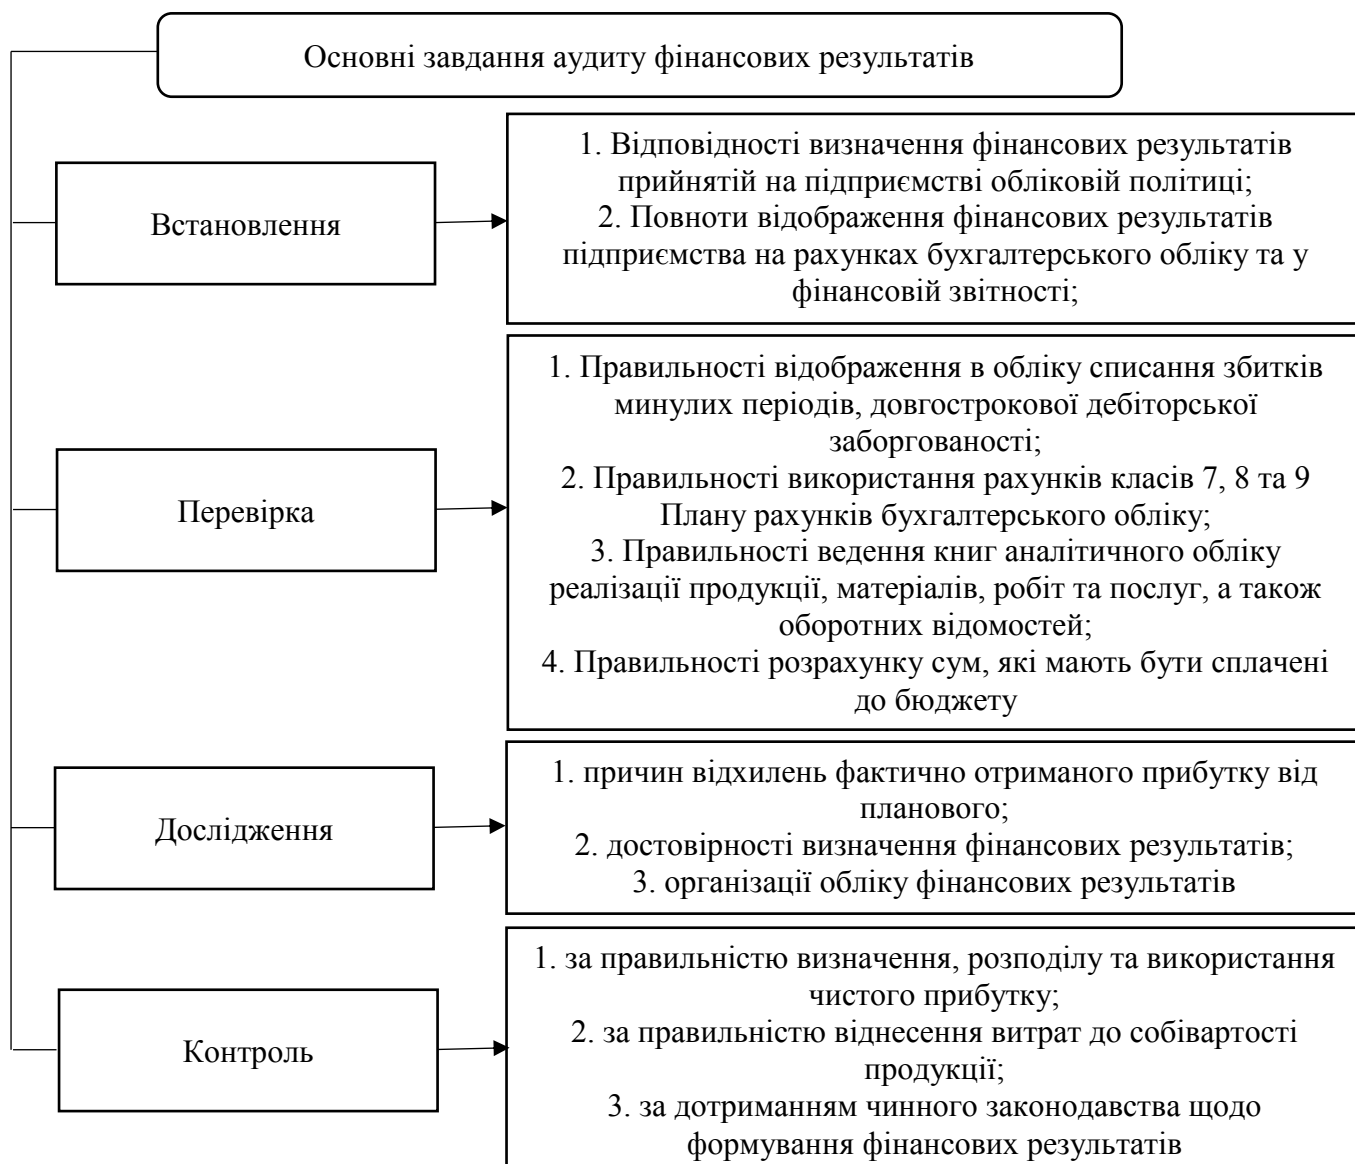 Основні завдання аудиту фінансових результатів
Встановлення
1. Відповідності визначення фінансових результатів
прийнятій на підприємстві обліковій політиці;
2. Повноти відображення фінансових результатів
підприємства на рахунках бухгалтерського обліку та у
фінансовій звітності;
Перевірка
1. Правильності відображення в обліку списання збитків
минулих періодів, довгострокової дебіторської
заборгованості;
2. Правильності використання рахунків класів 7, 8 та 9
Плану рахунків бухгалтерського обліку;
3. Правильності ведення книг аналітичного обліку
реалізації продукції, матеріалів, робіт та послуг, а також
оборотних відомостей;
4. Правильності розрахунку сум, які мають бути сплачені
до бюджету
Дослідження
1. причин відхилень фактично отриманого прибутку від
планового;
2. достовірності визначення фінансових результатів;
3. організації обліку фінансових результатів
Контроль
1. за правильністю визначення, розподілу та використання
чистого прибутку;
2. за правильністю віднесення витрат до собівартості
продукції;
3. за дотриманням чинного законодавства щодо
формування фінансових результатів